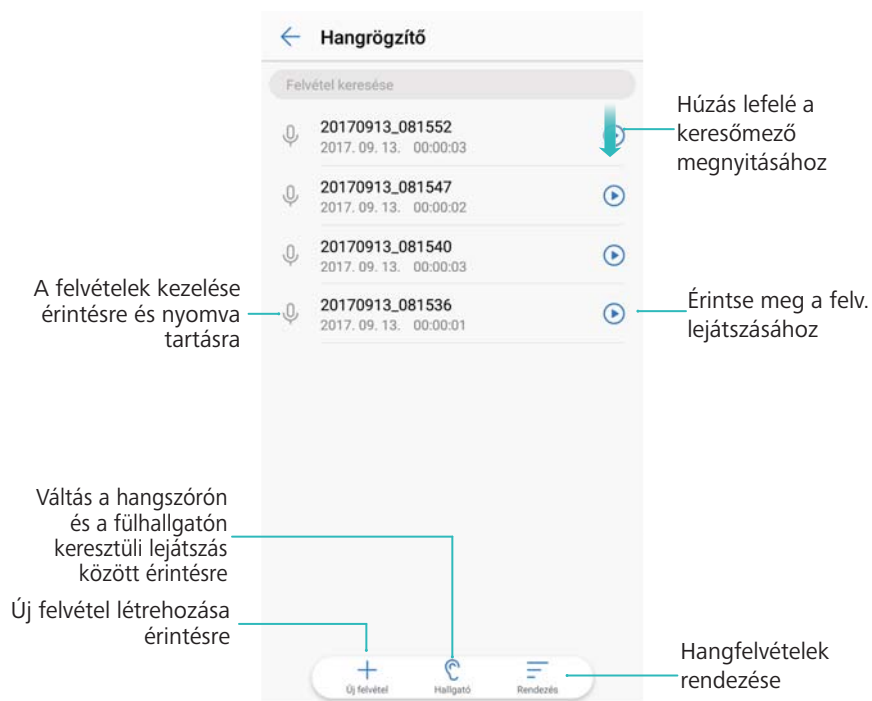 Hangrögzítő
Felvétel keresése
20170913_081552
2017. 09. 13. 00:00:03
Húzás lefelé a
keresőmező
megnyitásához
20170913_081547
2017. 09. 13. 00:00:02
20170913_081540
2017. 09. 13. 00:00:03
A felvételek kezelése
érintésre és nyomva
tartásra
20170913_081536
2017. 09. 13. 00:00:01
Érintse meg a felv.
lejátszásához
Váltás a hangszórón
és a fülhallgatón
keresztüli lejátszás
között érintésre
Új felvétel létrehozása
érintésre
Új felvétel
Hallgató
Rendezés
Hangfelvételek
rendezése